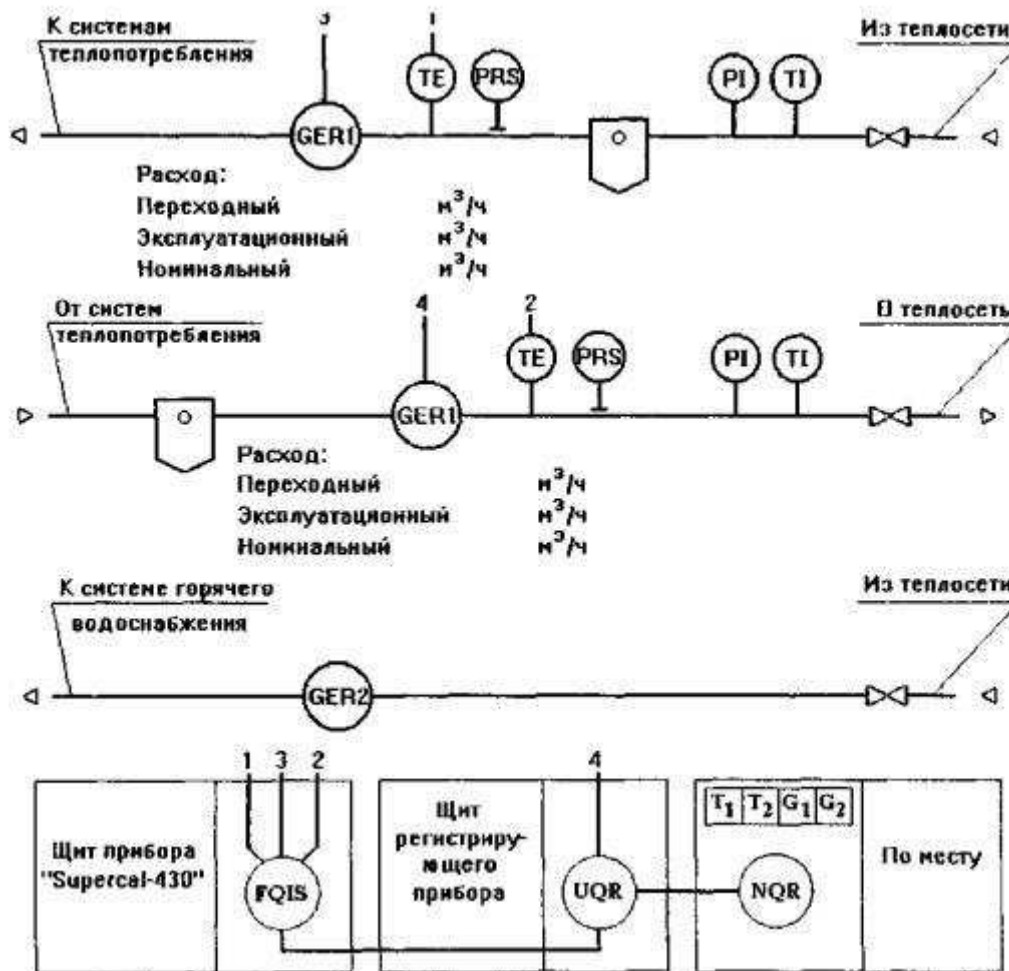 К системам
теплопотребления
3
1
Из теплосети
TE
PRS
PI
TI
GER1
Расход:
Переходный м³/ч
Эксплуатационный м³/ч
Номинальный м³/ч
От систем
теплопотребления
4
2
В теплосеть
TE
PRS
PI
TI
GER1
Расход:
Переходный м³/ч
Эксплуатационный м³/ч
Номинальный м³/ч
К системе горячего
водоснабжения
Из теплосети
GER2
1 3 2
4
T₁ T₂ G₁ G₂
Щит прибора
"Supercal-430"
FQIS
Щит
регистрирую-
ющего
прибора
UQR
NQR
По месту